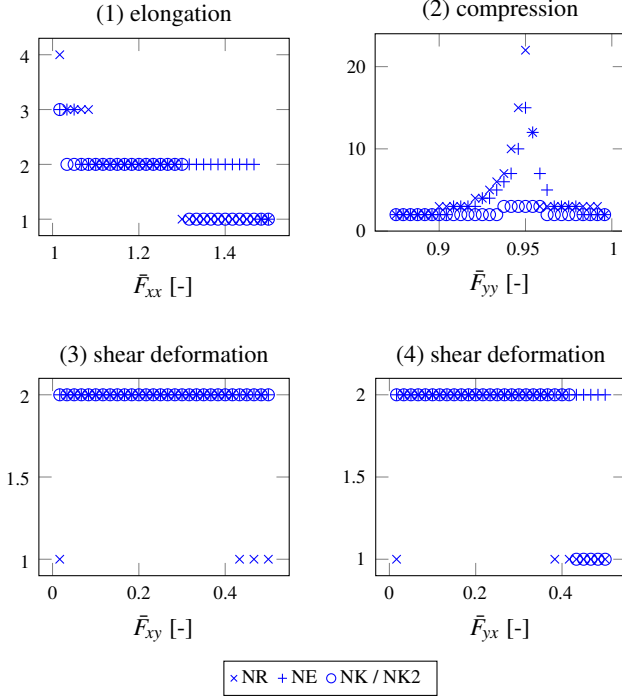 (1) elongation
4
3
2
1
1
1.2
1.4
F̄xx [-]
(2) compression
20
10
0
0.9
0.95
1
F̄yy [-]
(3) shear deformation
2
1.5
1
0
0.2
0.4
F̄xy [-]
(4) shear deformation
2
1.5
1
0
0.2
0.4
F̄yx [-]
× NR + NE ○ NK / NK2